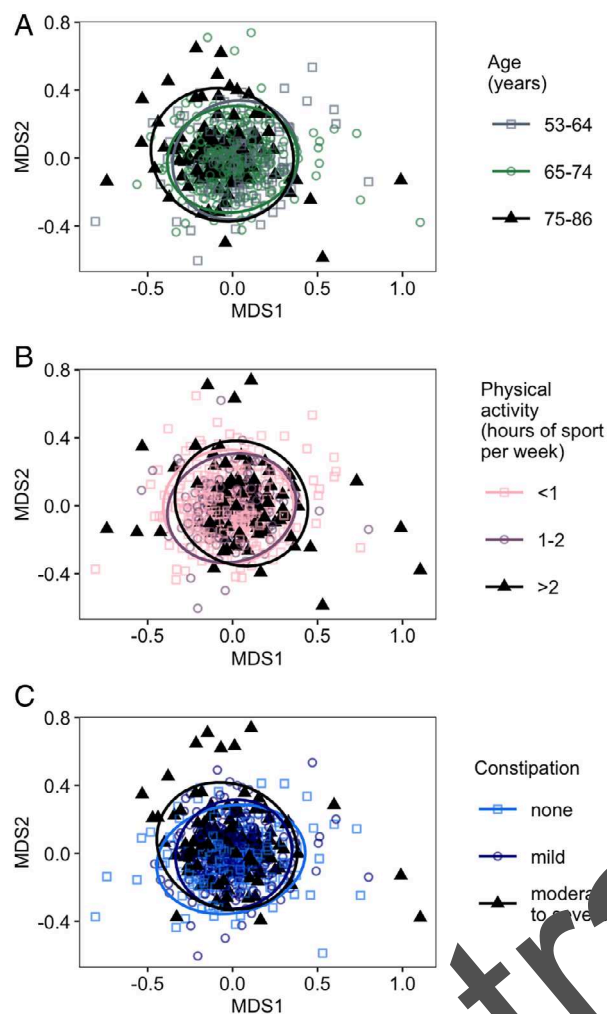 A
0.8
0.4
0.0
-0.4
MDS2
-0.5
0.0
0.5
1.0
MDS1
Age
(years)
53-64
65-74
75-86
B
0.8
0.4
0.0
-0.4
MDS2
-0.5
0.0
0.5
1.0
MDS1
Physical
activity
(hours of sport
per week)
<1
1-2
>2
C
0.8
0.4
0.0
-0.4
MDS2
-0.5
0.0
0.5
1.0
MDS1
Constipation
none
mild
to